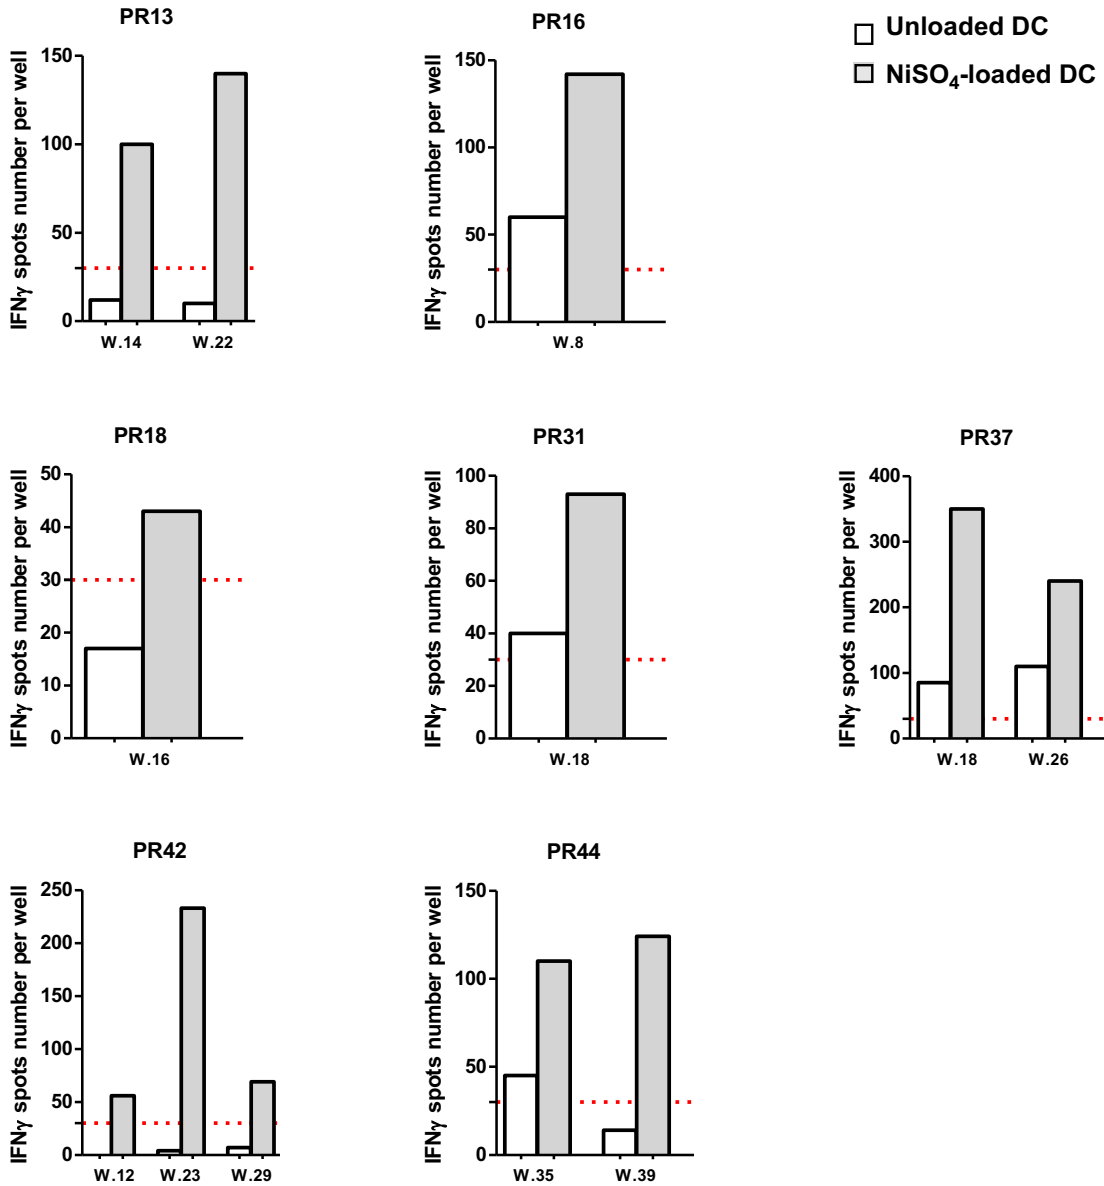 PR13
IFNγ spots number per well
150
100
50
0
W.14 W.22
PR16
IFNγ spots number per well
150
100
50
0
W.8
Unloaded DC
NiSO4-loaded DC
PR18
IFNγ spots number per well
50
40
30
20
10
0
W.16
PR31
IFNγ spots number per well
100
80
60
40
20
0
W.18
PR37
IFNγ spots number per well
400
300
200
100
0
W.18 W.26
PR42
IFNγ spots number per well
250
200
150
100
50
0
W.12 W.23 W.29
PR44
IFNγ spots number per well
150
100
50
0
W.35 W.39